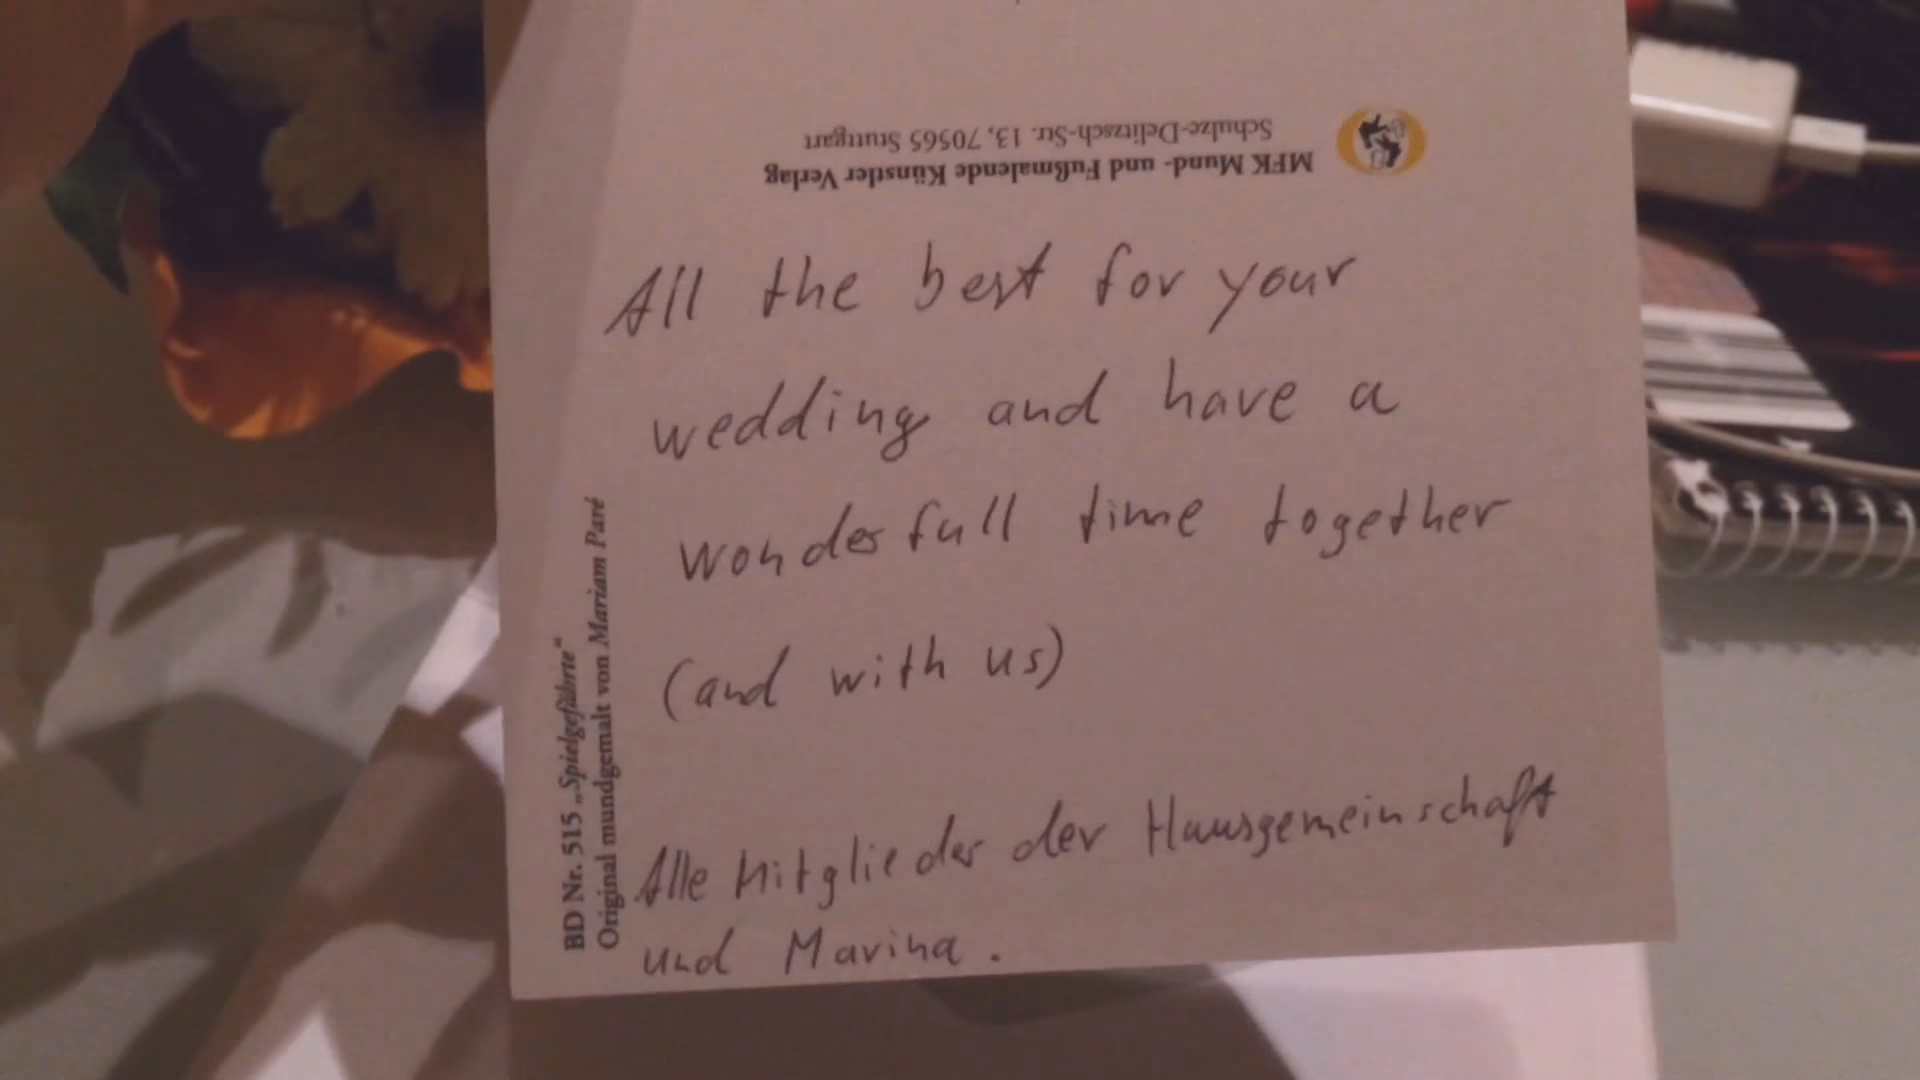 MFK Mund- und Fußmalende Künstler Verlag
Schulze-Delitzsch-Str. 13, 70565 Stuttgart
All the best for your
wedding and have a
wonderfull time together
(and with us)
Alle Mitglieder der Hausgemeinschaft
und Marina.
BD Nr. 515 „Spielgefährte“
Original mundgemalt von Mariam Paré